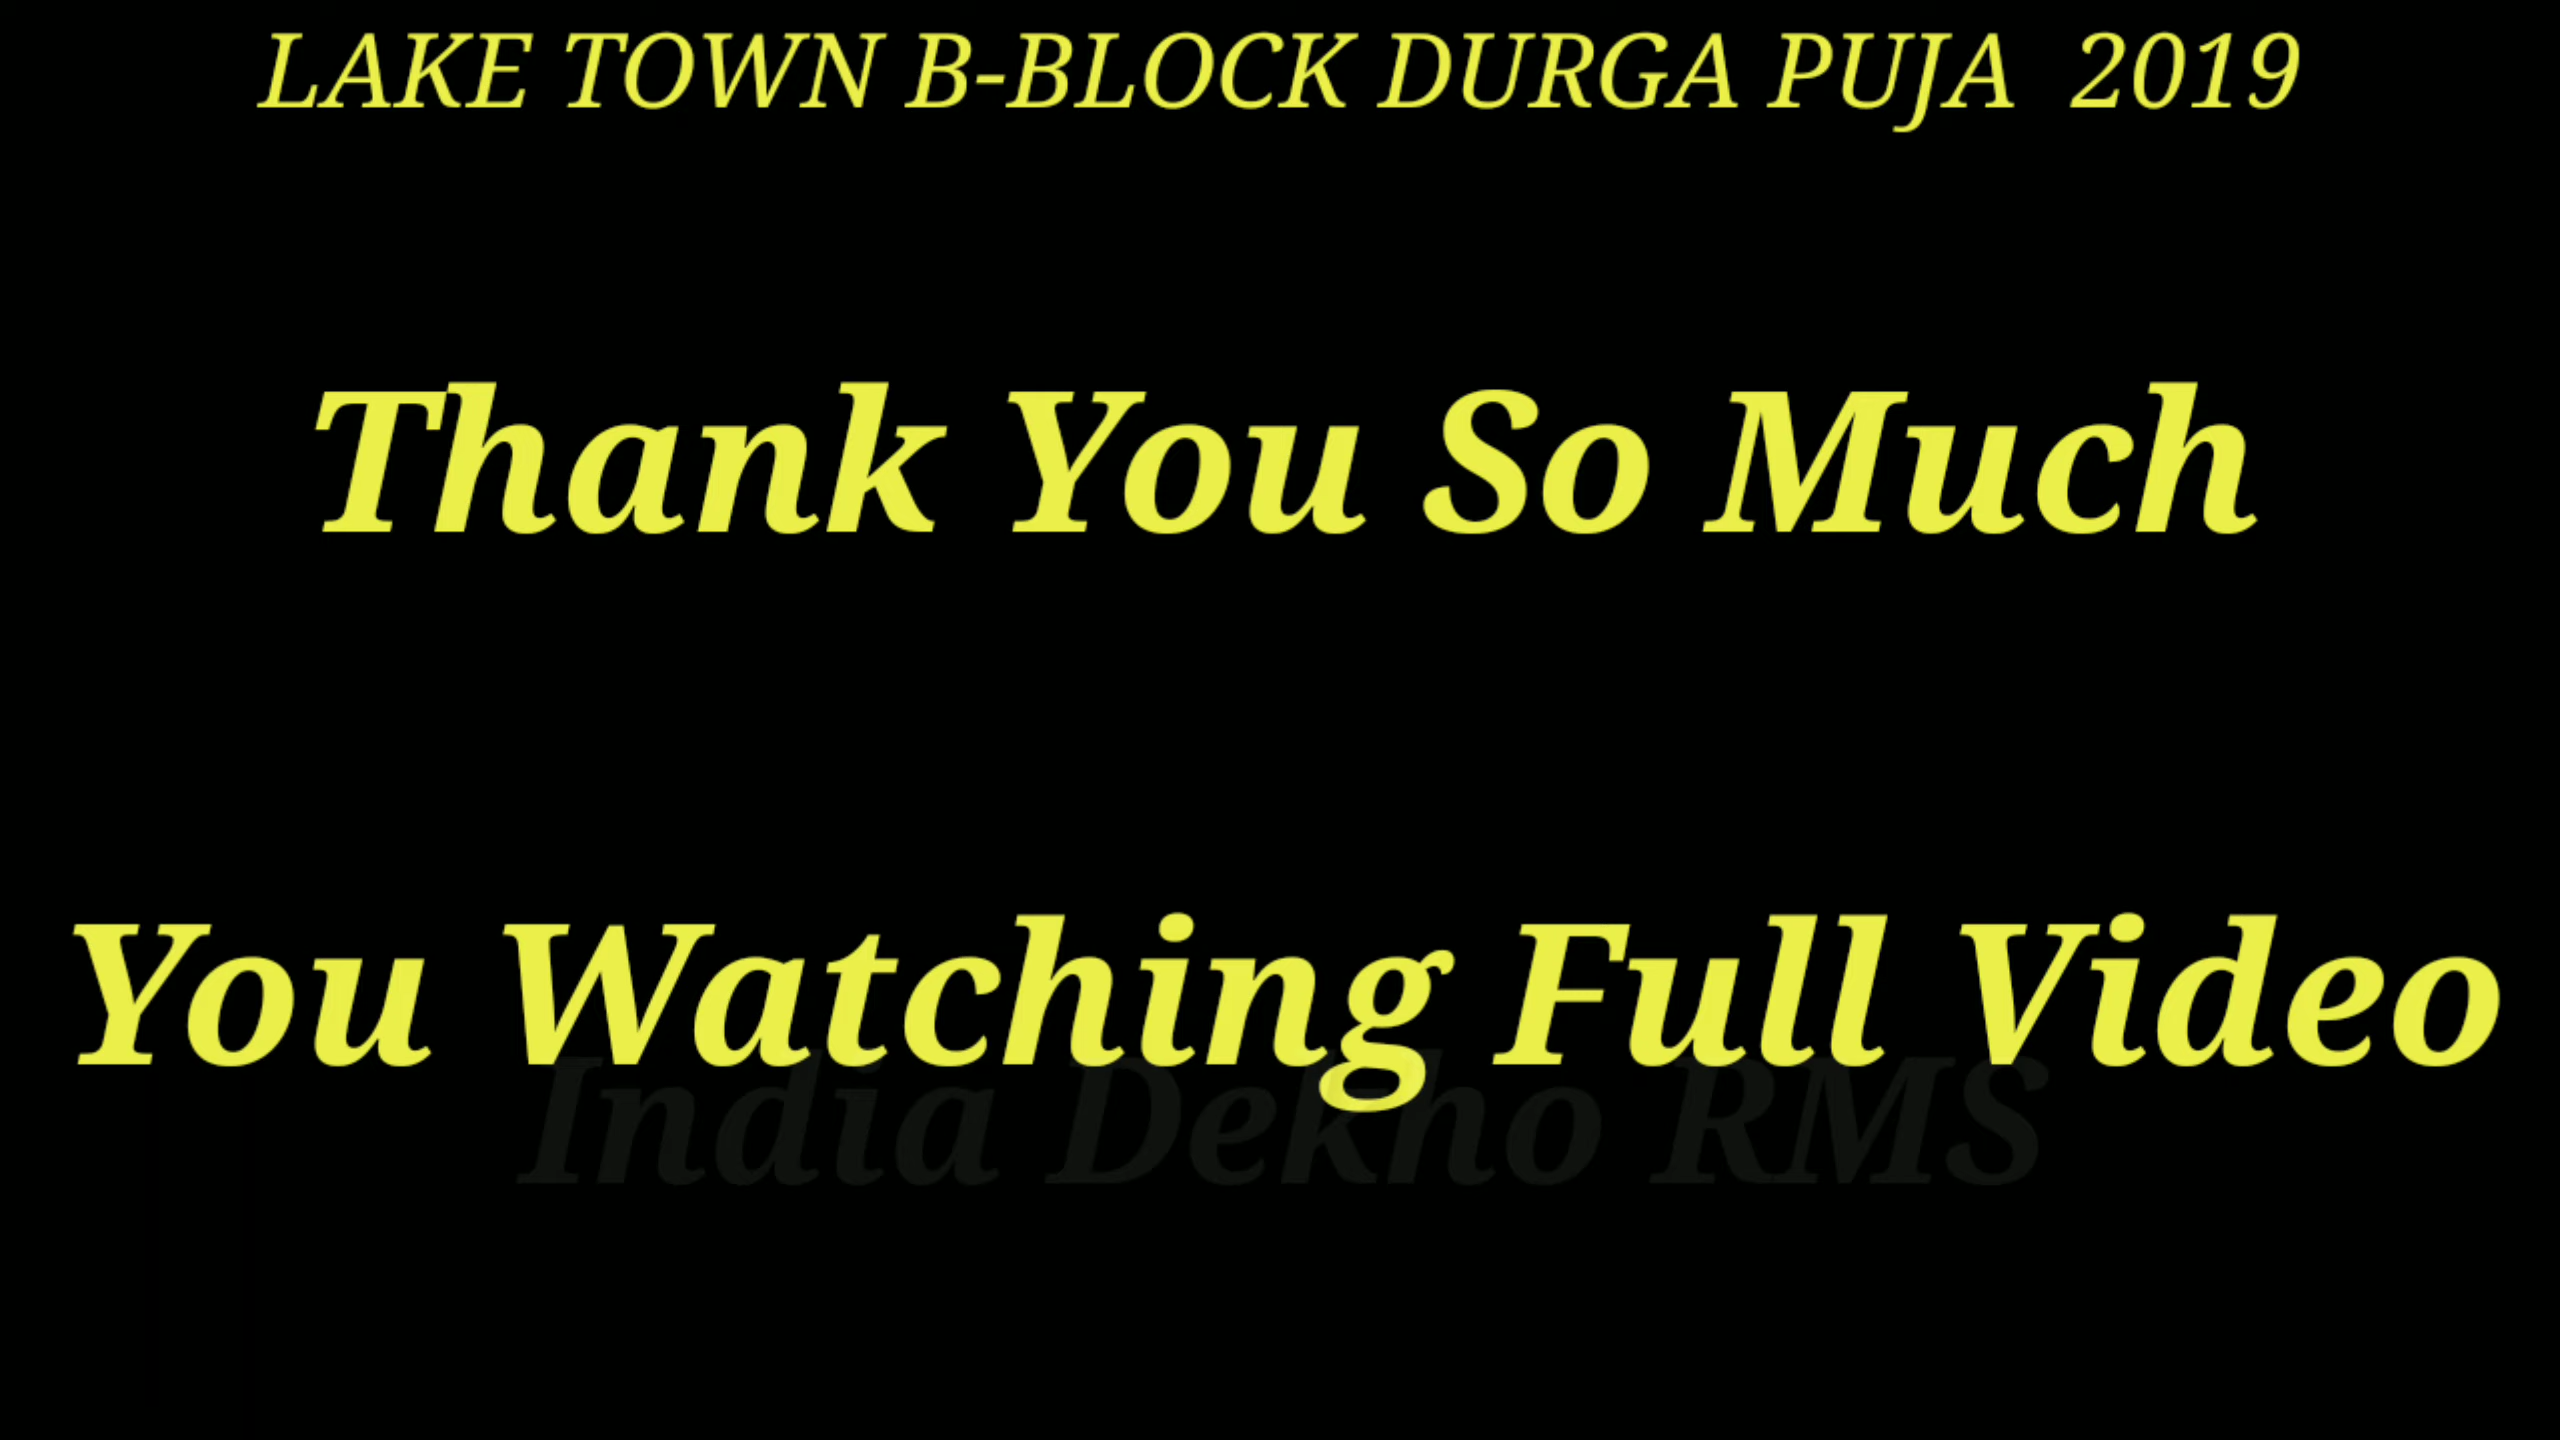 LAKE TOWN B-BLOCK DURGA PUJA 2019
Thank You So Much
You Watching Full Video
India Dekho RMS